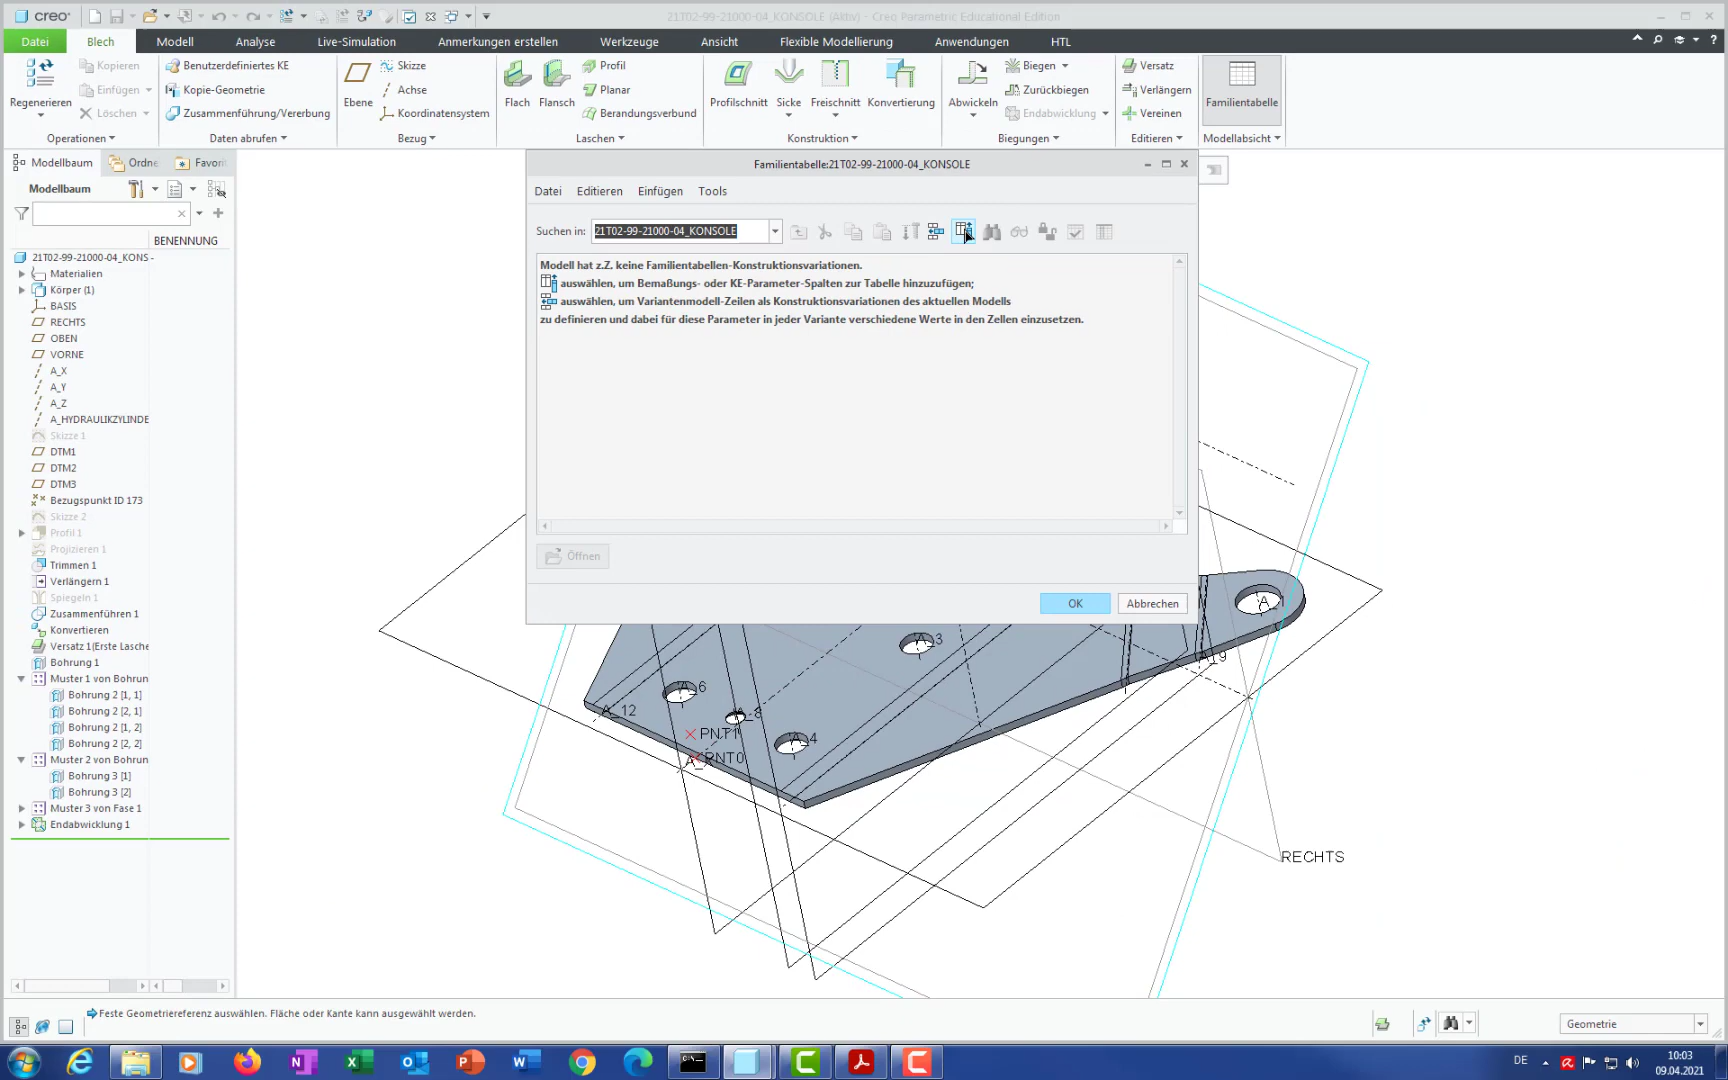 creo
21T02-99-21000-04_KONSOLE (Aktiv) - Creo Parametric Educational Edition
Datei
Blech
Modell
Analyse
Live-Simulation
Anmerkungen erstellen
Werkzeuge
Ansicht
Flexible Modellierung
Anwendungen
HTL
Regenerieren
Kopieren
Einfügen
Löschen
Benutzerdefiniertes KE
Kopie-Geometrie
Zusammenführung/Vererbung
Ebene
Skizze
Achse
Koordinatensystem
Flach
Flansch
Profil
Planar
Berandungsverbund
Profilschnitt
Sicke
Freischnitt
Konvertierung
Abwickeln
Biegen
Zurückbiegen
Endabwicklung
Versatz
Verlängern
Vereinen
Familientabelle
Operationen
Daten abrufen
Bezug
Laschen
Konstruktion
Biegungen
Editieren
Modellabsicht
Modellbaum
Ordne
Favori
Modellbaum
BENENNUNG
21T02-99-21000-04_KONS -
Materialien
Körper (1)
BASIS
RECHTS
OBEN
VORNE
A_X
A_Y
A_Z
A_HYDRAULIKZYLINDE
Skizze 1
DTM1
DTM2
DTM3
Bezugspunkt ID 173
Skizze 2
Profil 1
Projizieren 1
Trimmen 1
Verlängern 1
Spiegeln 1
Zusammenführen 1
Konvertieren
Versatz 1(Erste Lasche
Bohrung 1
Muster 1 von Bohrun
Bohrung 2 [1, 1]
Bohrung 2 [2, 1]
Bohrung 2 [1, 2]
Bohrung 2 [2, 2]
Muster 2 von Bohrun
Bohrung 3 [1]
Bohrung 3 [2]
Muster 3 von Fase 1
Endabwicklung 1
Familientabelle:21T02-99-21000-04_KONSOLE
Datei
Editieren
Einfügen
Tools
Suchen in:
21T02-99-21000-04_KONSOLE
Modell hat z.Z. keine Familientabellen-Konstruktionsvariationen.
auswählen, um Bemaßungs- oder KE-Parameter-Spalten zur Tabelle hinzuzufügen;
auswählen, um Variantenmodell-Zeilen als Konstruktionsvariationen des aktuellen Modells
zu definieren und dabei für diese Parameter in jeder Variante verschiedene Werte in den Zellen einzusetzen.
Öffnen
OK
Abbrechen
A_1
A_3
A_9
A_6
A_12
A_8
PNT1
A_4
PNT0
RECHTS
Feste Geometriereferenz auswählen. Fläche oder Kante kann ausgewählt werden.
Geometrie
DE
10:03
09.04.2021